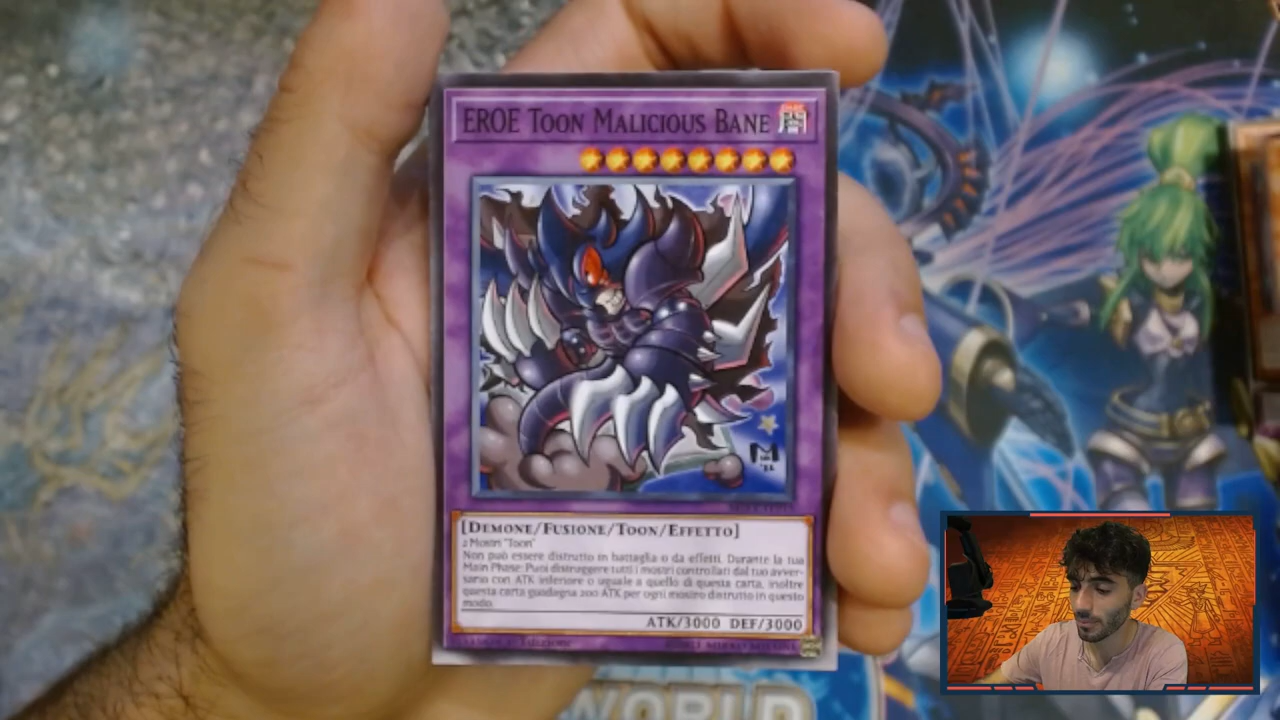 EROE TOON MALICIOUS BANE
M
[DEMONE/FUSIONE/TOON/EFFETTO]
2 Mostri "Toon"
Non può essere distrutto in battaglia o da effetti. Durante la tua
Main Phase: Puoi distruggere tutti i mostri controllati dal tuo avver-
sario con ATK inferiore o uguale a quello di questa carta, inoltre
questa carta guadagna 200 ATK per ogni mostro distrutto in questo
modo.
ATK/3000 DEF/3000
WORLD